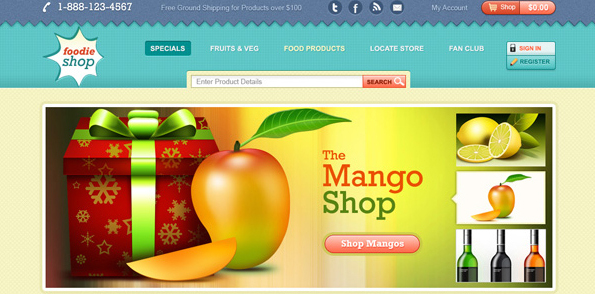 1-888-123-4567
Free Ground Shipping for Products over $100
My Account
Shop $0.00
foodie
shop
SPECIALS FRUITS & VEG FOOD PRODUCTS LOCATE STORE FAN CLUB
SIGN IN
REGISTER
Enter Product Details
SEARCH
The
Mango
Shop
Shop Mangos